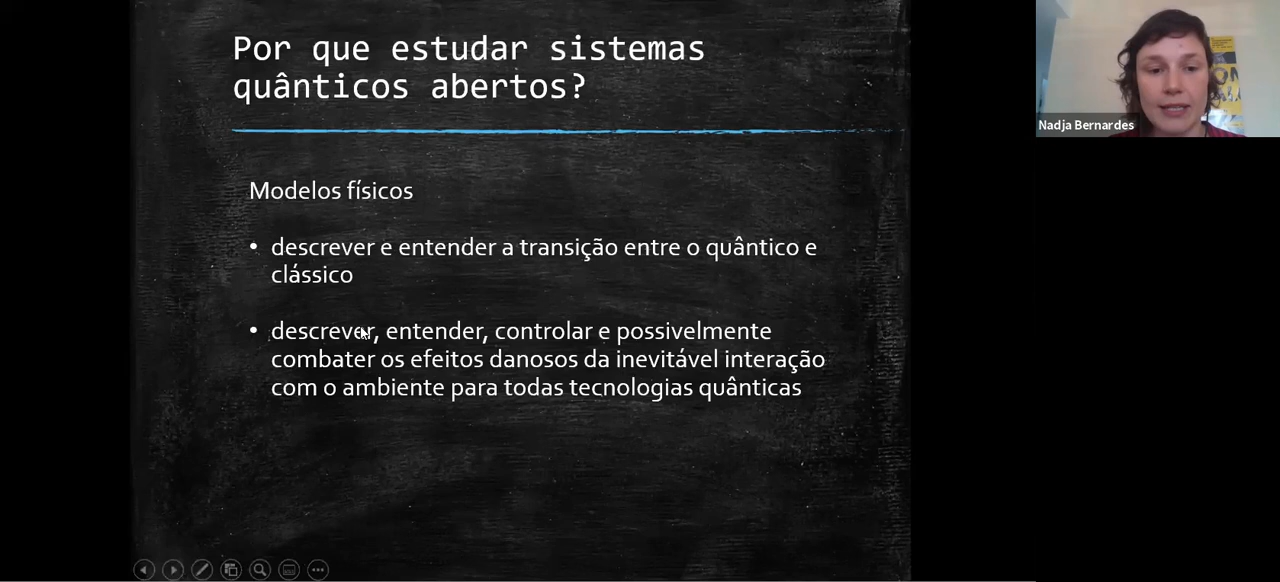 Por que estudar sistemas
quânticos abertos?
Modelos físicos
• descrever e entender a transição entre o quântico e
clássico
• descrever, entender, controlar e possivelmente
combater os efeitos danosos da inevitável interação
com o ambiente para todas tecnologias quânticas
Nadja Bernardes